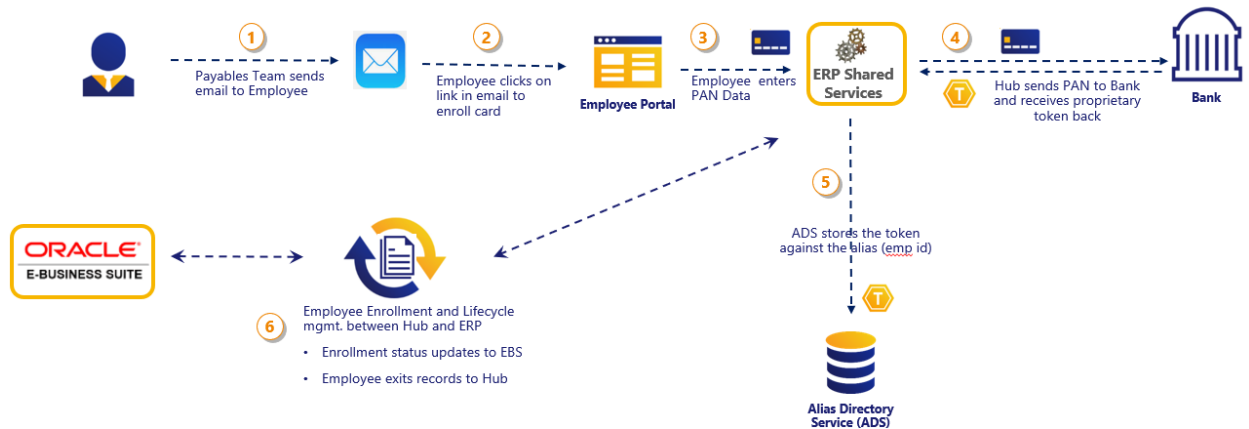 1
Payables Team sends
email to Employee
2
Employee clicks on
link in email to
enroll card
Employee Portal
3
Employee enters
PAN Data
ERP Shared
Services
4
T
Hub sends PAN to Bank
and receives proprietary
token back
Bank
5
ADS stores the token
against the alias (emp id)
T
Alias Directory
Service (ADS)
ORACLE®
E-BUSINESS SUITE
6
Employee Enrollment and Lifecycle
mgmt. between Hub and ERP
• Enrollment status updates to EBS
• Employee exits records to Hub